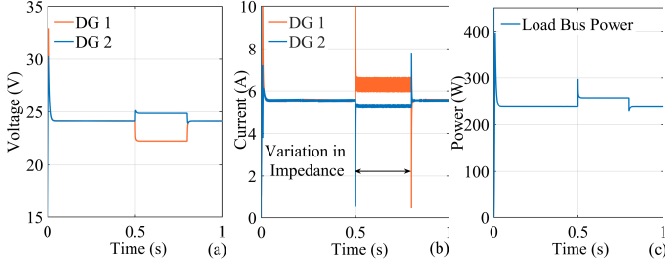 DG 1
DG 2
35
30
25
20
15
Voltage (V)
0
0.5
1
Time (s)
(a)
DG 1
DG 2
10
8
6
4
2
0
Current (A)
Variation in
Impedance
0
0.5
1
Time (s)
(b)
Load Bus Power
400
300
200
100
0
Power (W)
0
0.5
1
Time (s)
(c)